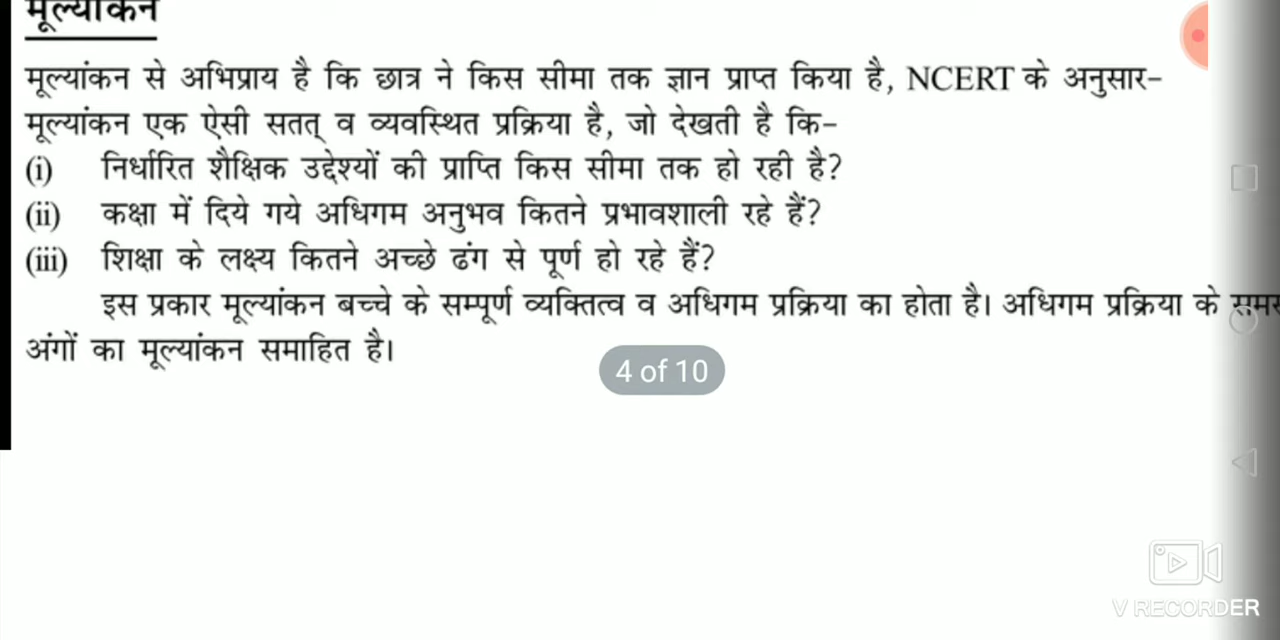 मूल्यांकन
मूल्यांकन से अभिप्राय है कि छात्र ने किस सीमा तक ज्ञान प्राप्त किया है, NCERT के अनुसार–
मूल्यांकन एक ऐसी सतत् व व्यवस्थित प्रक्रिया है, जो देखती है कि–
(i) निर्धारित शैक्षिक उद्देश्यों की प्राप्ति किस सीमा तक हो रही है?
(ii) कक्षा में दिये गये अधिगम अनुभव कितने प्रभावशाली रहे हैं?
(iii) शिक्षा के लक्ष्य कितने अच्छे ढंग से पूर्ण हो रहे हैं?
इस प्रकार मूल्यांकन बच्चे के सम्पूर्ण व्यक्तित्व व अधिगम प्रक्रिया का होता है। अधिगम प्रक्रिया के
अंगों का मूल्यांकन समाहित है।
4 of 10
V RECORDER